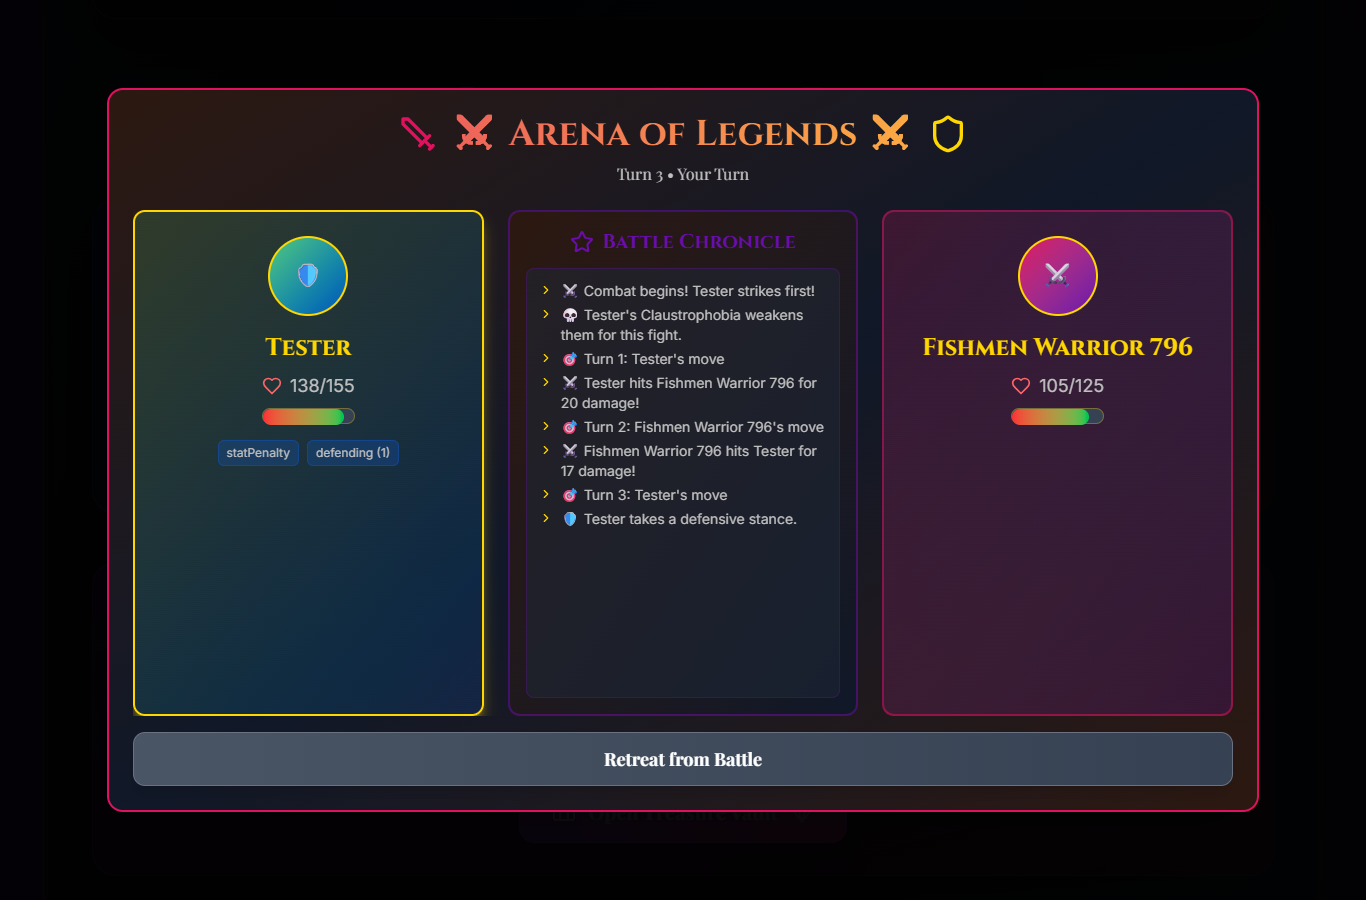 Arena of Legends
Turn 3 • Your Turn
Tester
138/155
statPenalty
defending (1)
Battle Chronicle
Combat begins! Tester strikes first!
Tester's Claustrophobia weakens
them for this fight.
Turn 1: Tester's move
Tester hits Fishmen Warrior 796 for
20 damage!
Turn 2: Fishmen Warrior 796's move
Fishmen Warrior 796 hits Tester for
17 damage!
Turn 3: Tester's move
Tester takes a defensive stance.
Fishmen Warrior 796
105/125
Retreat from Battle
Open Treasure Vault